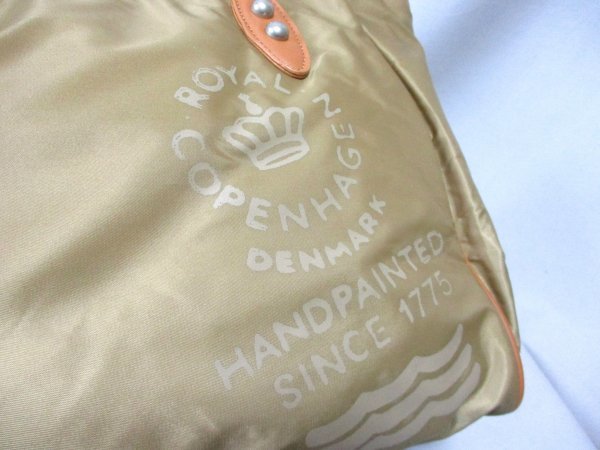 ROYAL
COPENHAGEN
DENMARK
HANDPAINTED
SINCE 1775